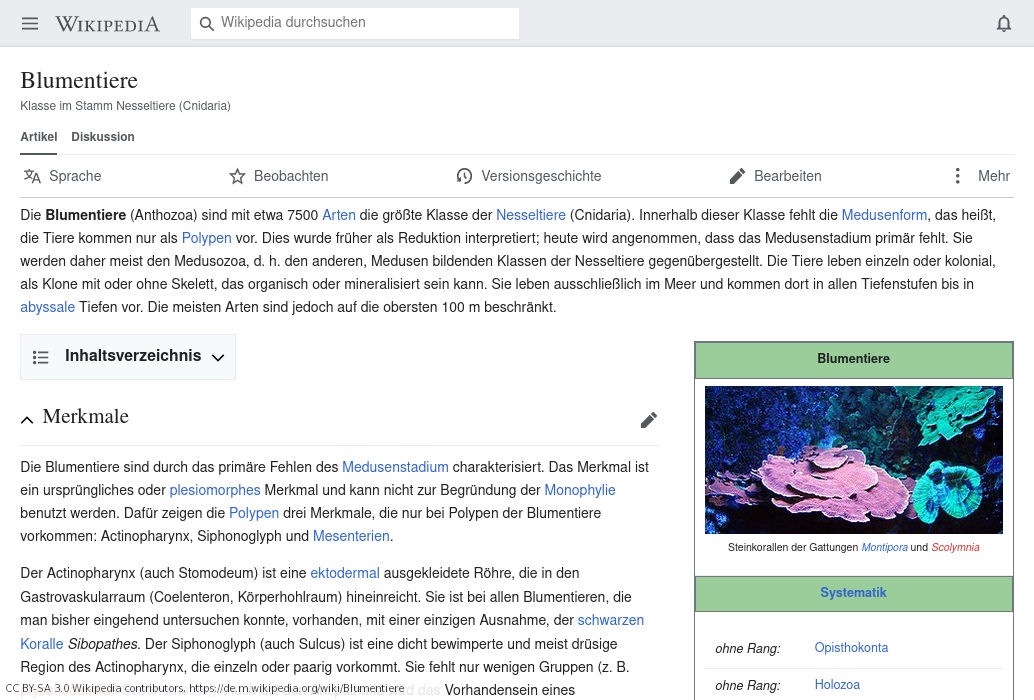 WIKIPEDIA
Wikipedia durchsuchen
Blumentiere
Klasse im Stamm Nesseltiere (Cnidaria)
Artikel Diskussion
Sprache Beobachten Versionsgeschichte Bearbeiten Mehr
Die Blumentiere (Anthozoa) sind mit etwa 7500 Arten die größte Klasse der Nesseltiere (Cnidaria). Innerhalb dieser Klasse fehlt die Medusenform, das heißt,
die Tiere kommen nur als Polypen vor. Dies wurde früher als Reduktion interpretiert; heute wird angenommen, dass das Medusenstadium primär fehlt. Sie
werden daher meist den Medusozoa, d. h. den anderen, Medusen bildenden Klassen der Nesseltiere gegenübergestellt. Die Tiere leben einzeln oder kolonial,
als Klone mit oder ohne Skelett, das organisch oder mineralisiert sein kann. Sie leben ausschließlich im Meer und kommen dort in allen Tiefenstufen bis in
abyssale Tiefen vor. Die meisten Arten sind jedoch auf die obersten 100 m beschränkt.
Inhaltsverzeichnis
Merkmale
Die Blumentiere sind durch das primäre Fehlen des Medusenstadium charakterisiert. Das Merkmal ist
ein ursprüngliches oder plesiomorphes Merkmal und kann nicht zur Begründung der Monophylie
benutzt werden. Dafür zeigen die Polypen drei Merkmale, die nur bei Polypen der Blumentiere
vorkommen: Actinopharynx, Siphonoglyph und Mesenterien.
Der Actinopharynx (auch Stomodeum) ist eine ektodermal ausgekleidete Röhre, die in den
Gastrovaskularraum (Coelenteron, Körperhohlraum) hineinreicht. Sie ist bei allen Blumentieren, die
man bisher eingehend untersuchen konnte, vorhanden, mit einer einzigen Ausnahme, der schwarzen
Koralle Sibopathes. Der Siphonoglyph (auch Sulcus) ist eine dicht bewimperte und meist drüsige
Region des Actinopharynx, die einzeln oder paarig vorkommt. Sie fehlt nur wenigen Gruppen (z. B.
das Vorhandensein eines
Blumentiere
Steinkorallen der Gattungen Montipora und Scolymnia
Systematik
ohne Rang: Opisthokonta
ohne Rang: Holozoa
CC BY-SA 3.0 Wikipedia contributors, https://de.m.wikipedia.org/wiki/Blumentiere